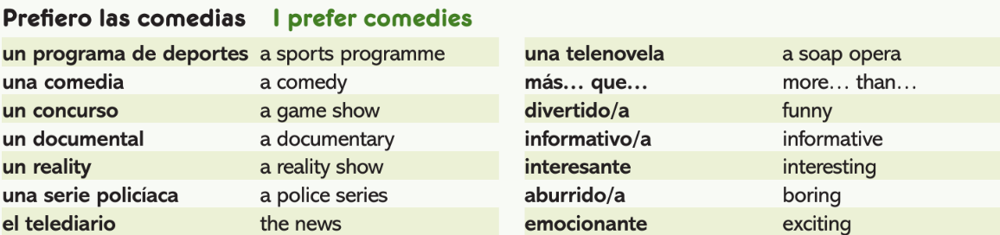 Prefiero las comedias I prefer comedies
un programa de deportes a sports programme
una comedia a comedy
un concurso a game show
un documental a documentary
un reality a reality show
una serie policíaca a police series
el telediario the news
una telenovela a soap opera
más... que... more... than...
divertido/a funny
informativo/a informative
interesante interesting
aburrido/a boring
emocionante exciting